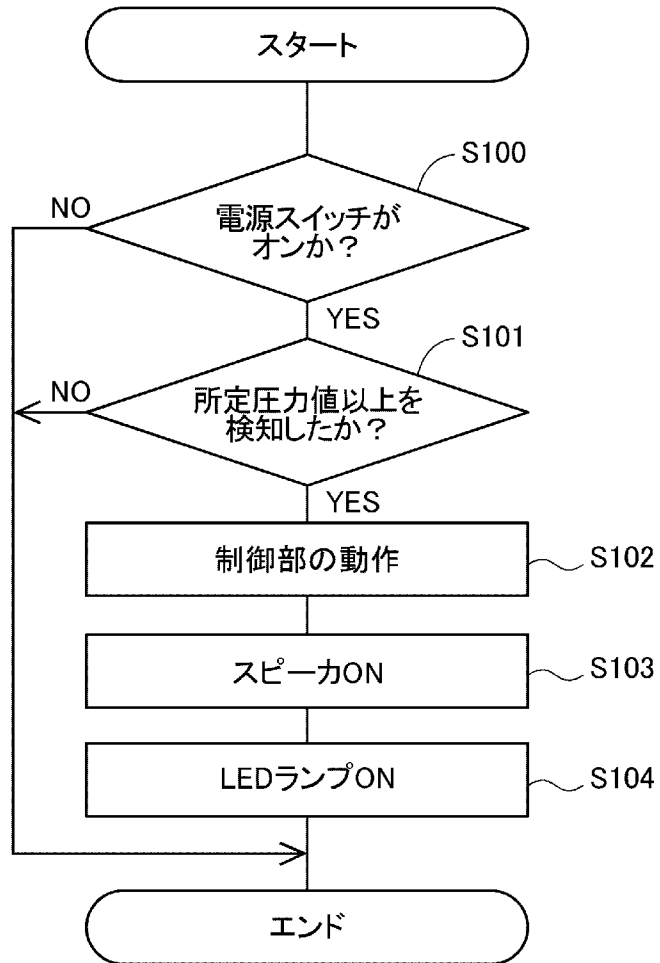 スタート
S100
NO
電源スイッチが
オンか？
YES
S101
NO
所定圧力値以上を
検知したか？
YES
制御部の動作
S102
スピーカON
S103
LEDランプON
S104
エンド